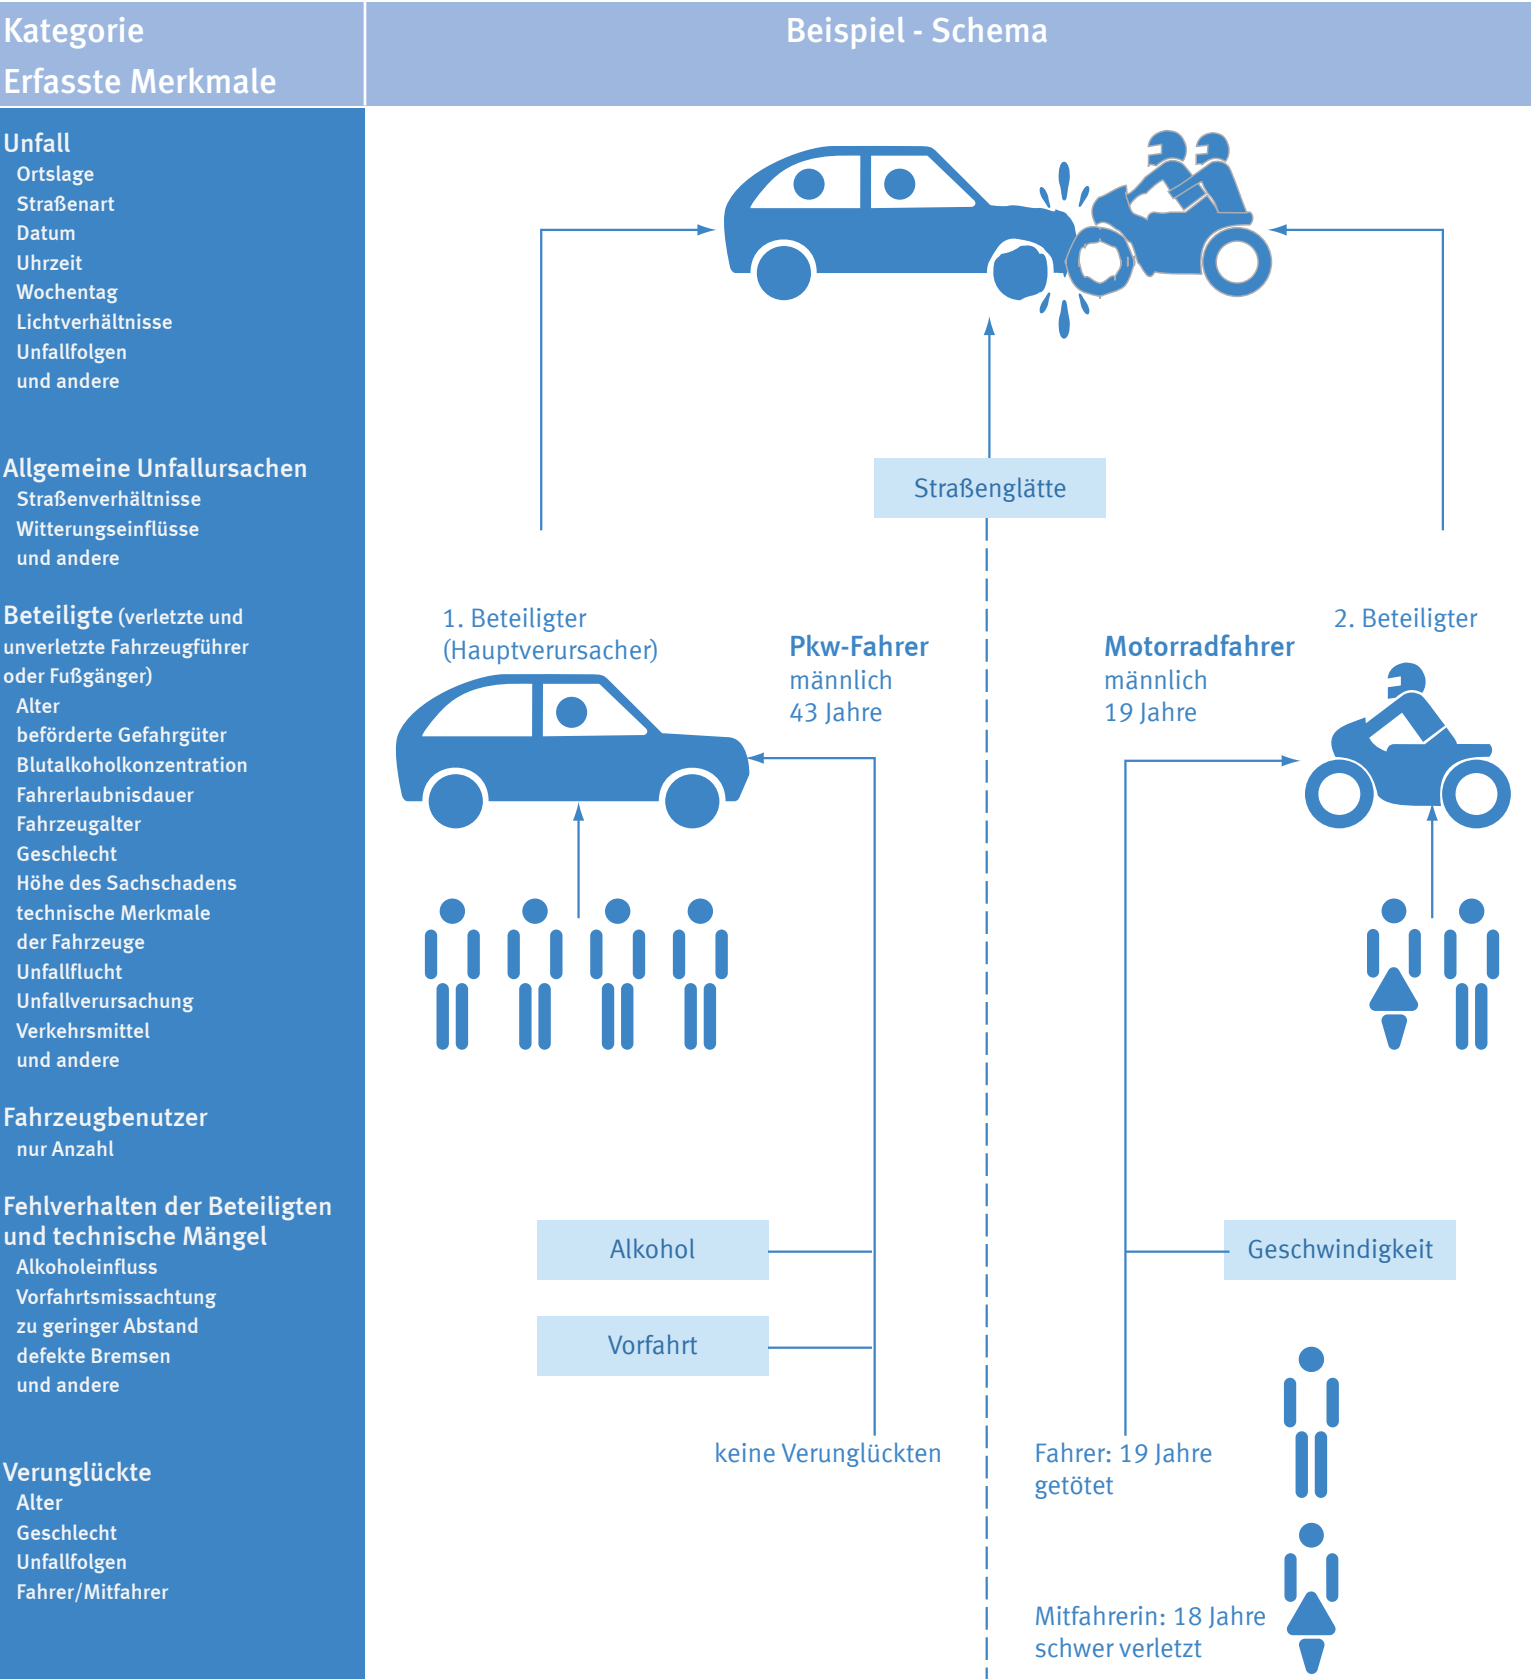 Kategorie
Erfasste Merkmale
Beispiel - Schema
Unfall
Ortslage
Straßenart
Datum
Uhrzeit
Wochentag
Lichtverhältnisse
Unfallfolgen
und andere
Allgemeine Unfallursachen
Straßenverhältnisse
Witterungseinflüsse
und andere
Beteiligte (verletzte und
unverletzte Fahrzeugführer
oder Fußgänger)
Alter
beförderte Gefahrgüter
Blutalkoholkonzentration
Fahrerlaubnisdauer
Fahrzeugalter
Geschlecht
Höhe des Sachschadens
technische Merkmale
der Fahrzeuge
Unfallflucht
Unfallverursachung
Verkehrsmittel
und andere
Fahrzeugbenutzer
nur Anzahl
Fehlverhalten der Beteiligten
und technische Mängel
Alkoholeinfluss
Vorfahrtsmissachtung
zu geringer Abstand
defekte Bremsen
und andere
Verunglückte
Alter
Geschlecht
Unfallfolgen
Fahrer/Mitfahrer
Straßenglätte
1. Beteiligter
(Hauptverursacher)
Pkw-Fahrer
männlich
43 Jahre
Motorradfahrer
männlich
19 Jahre
2. Beteiligter
Alkohol
Vorfahrt
Geschwindigkeit
keine Verunglückten
Fahrer: 19 Jahre
getötet
Mitfahrerin: 18 Jahre
schwer verletzt